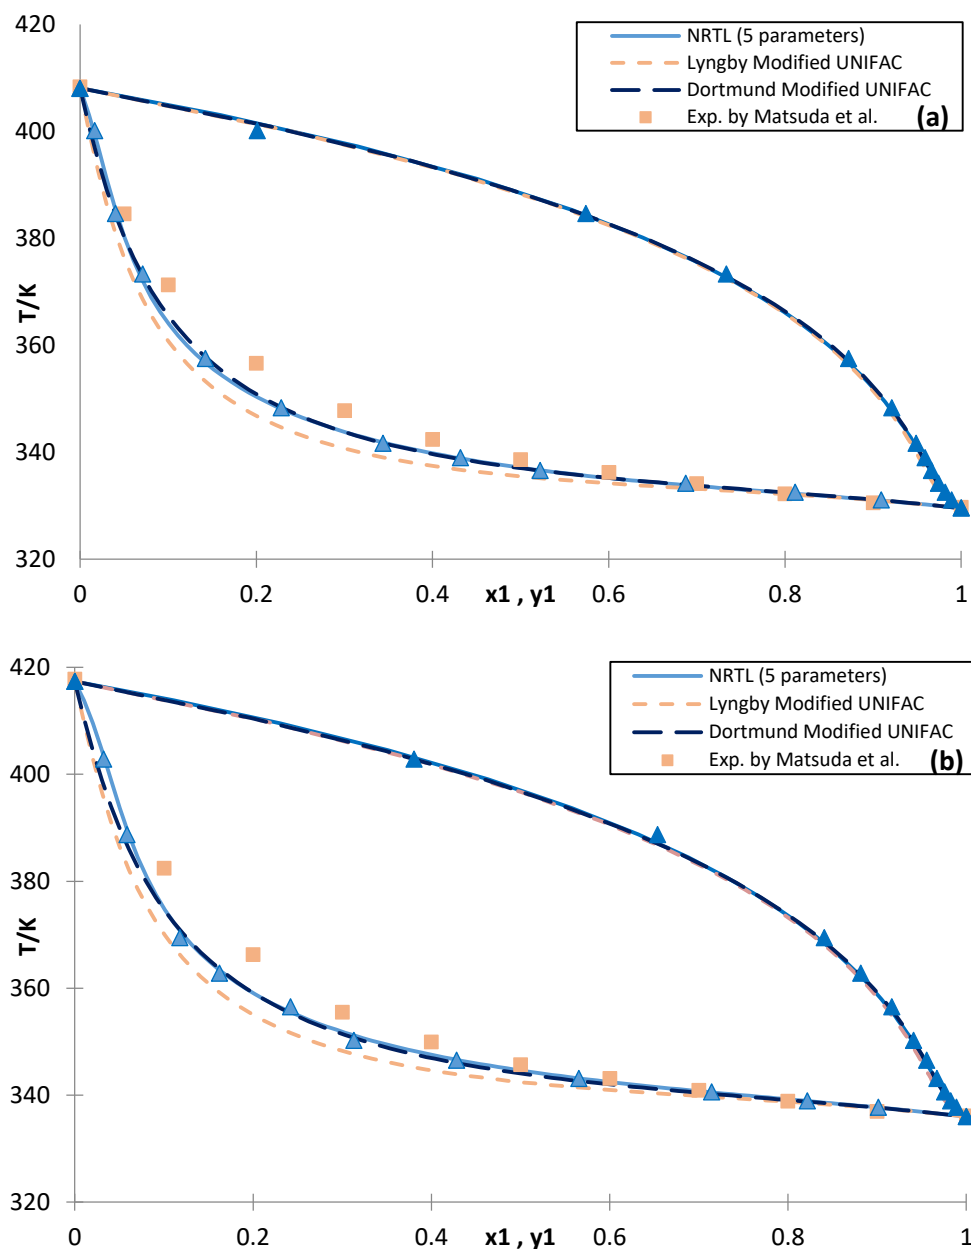 420
400
380
360
340
320
T/K
NRTL (5 parameters)
Lyngby Modified UNIFAC
Dortmund Modified UNIFAC
Exp. by Matsuda et al.
(a)
0 0.2 0.4 0.6 0.8 1
x1 , y1
420
400
380
360
340
320
T/K
NRTL (5 parameters)
Lyngby Modified UNIFAC
Dortmund Modified UNIFAC
Exp. by Matsuda et al.
(b)
0 0.2 0.4 0.6 0.8 1
x1 , y1